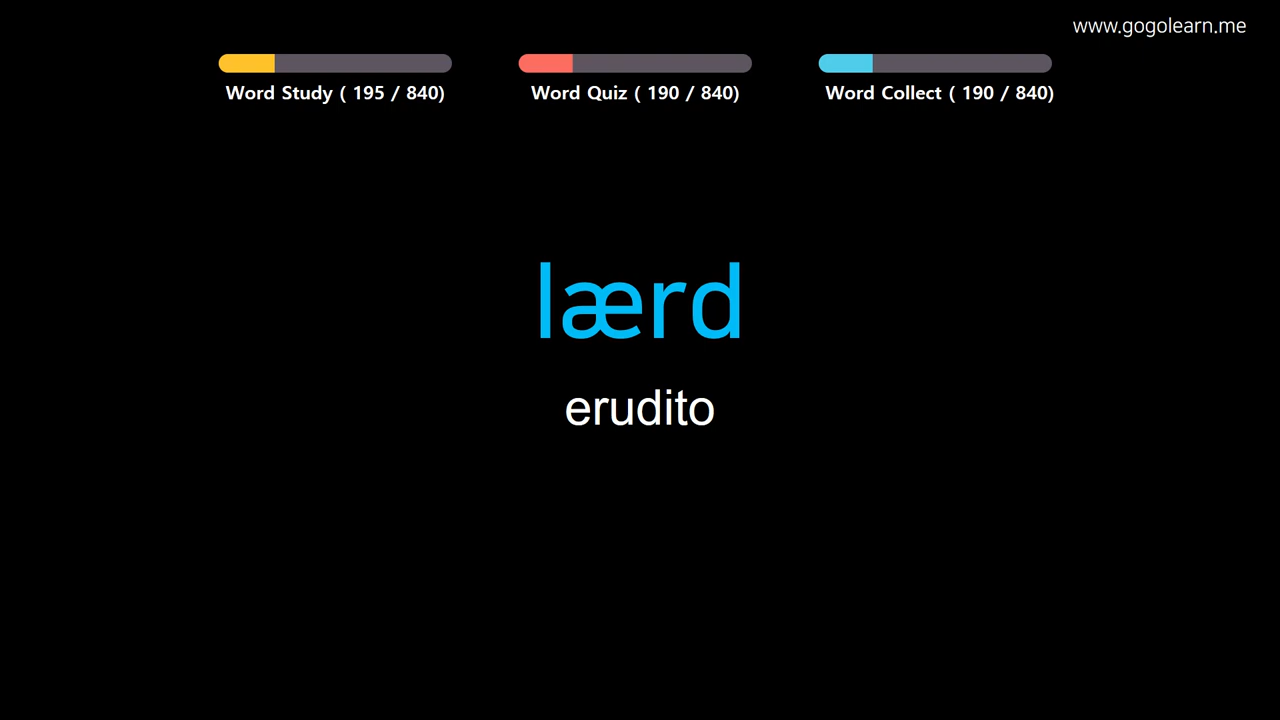 www.gogolearn.me
Word Study ( 195 / 840)
Word Quiz ( 190 / 840)
Word Collect ( 190 / 840)
lærd
erudito